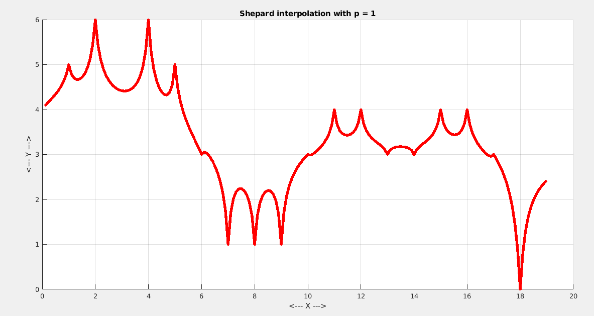 Shepard interpolation with p = 1
6
5
4
3
2
1
0
<--- Y --->
0 2 4 6 8 10 12 14 16 18 20
<--- X --->